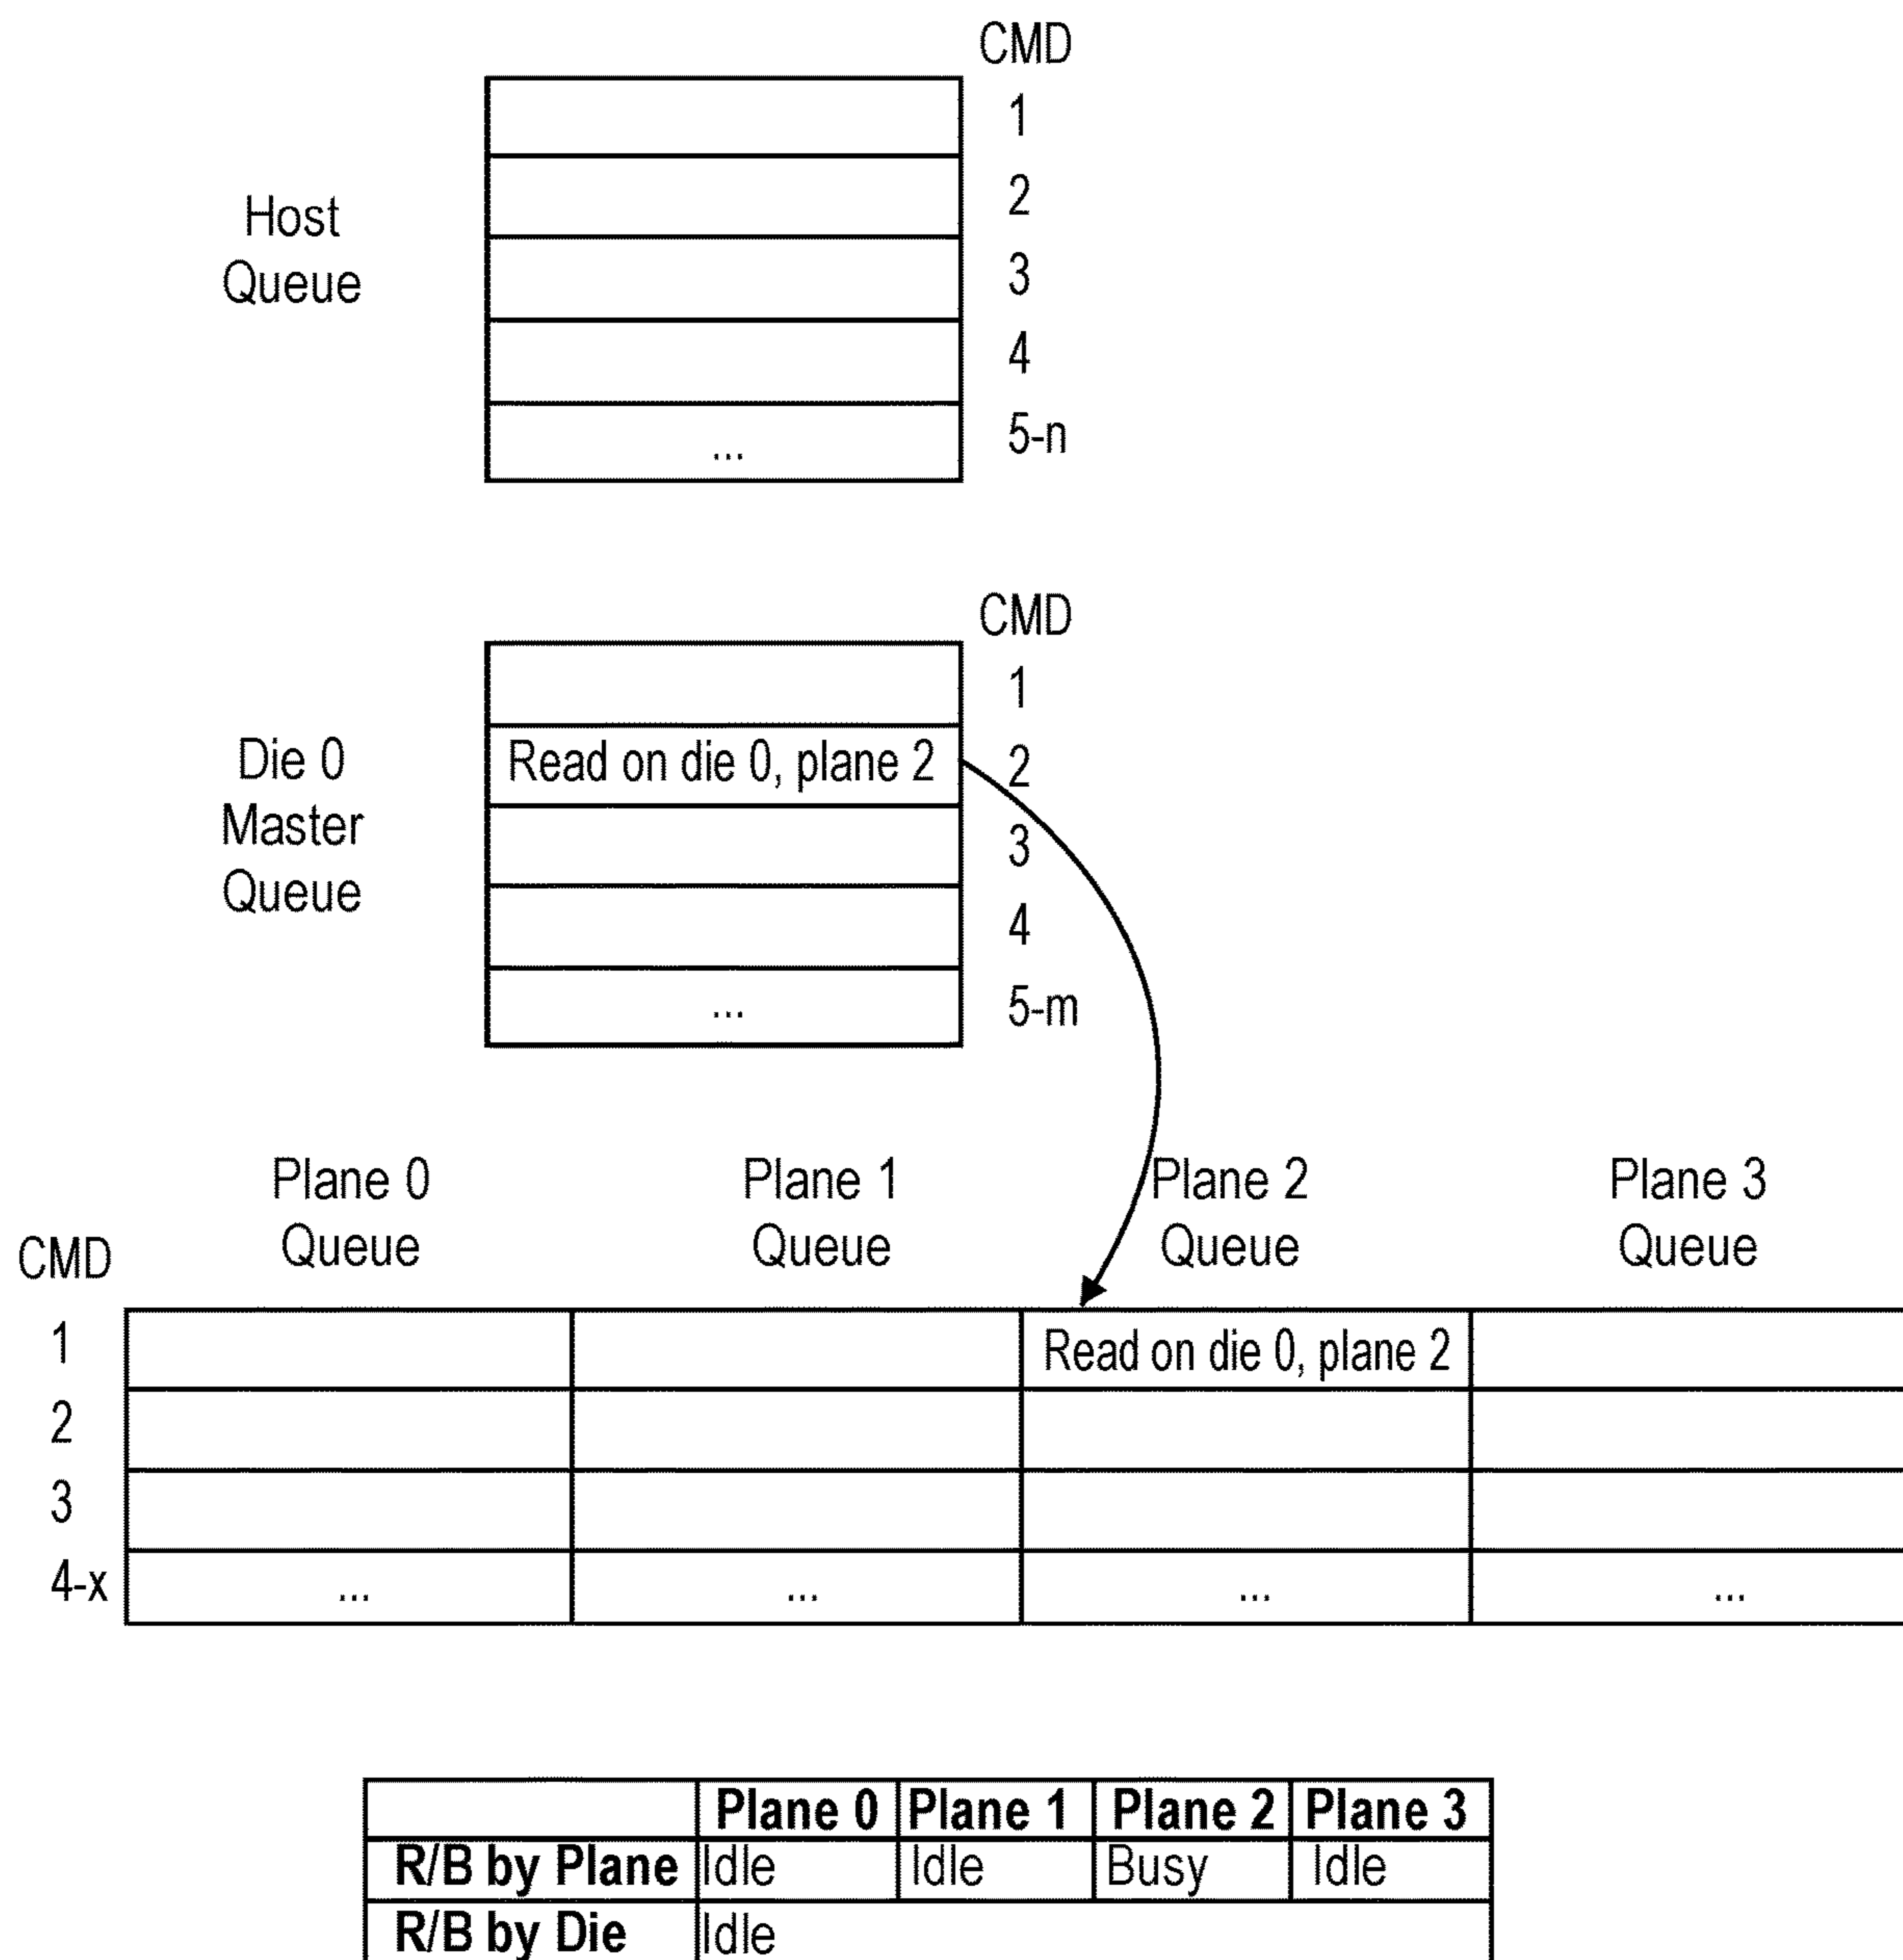 CMD
Host
Queue
1
2
3
4
...
5-n
CMD
Die 0
Master
Queue
1
Read on die 0, plane 2
2
3
4
...
5-m
Plane 0
Queue
Plane 1
Queue
Plane 2
Queue
Plane 3
Queue
CMD
1
Read on die 0, plane 2
2
3
4-x
... ... ... ...
Plane 0 Plane 1 Plane 2 Plane 3
R/B by Plane Idle Idle Busy Idle
R/B by Die Idle